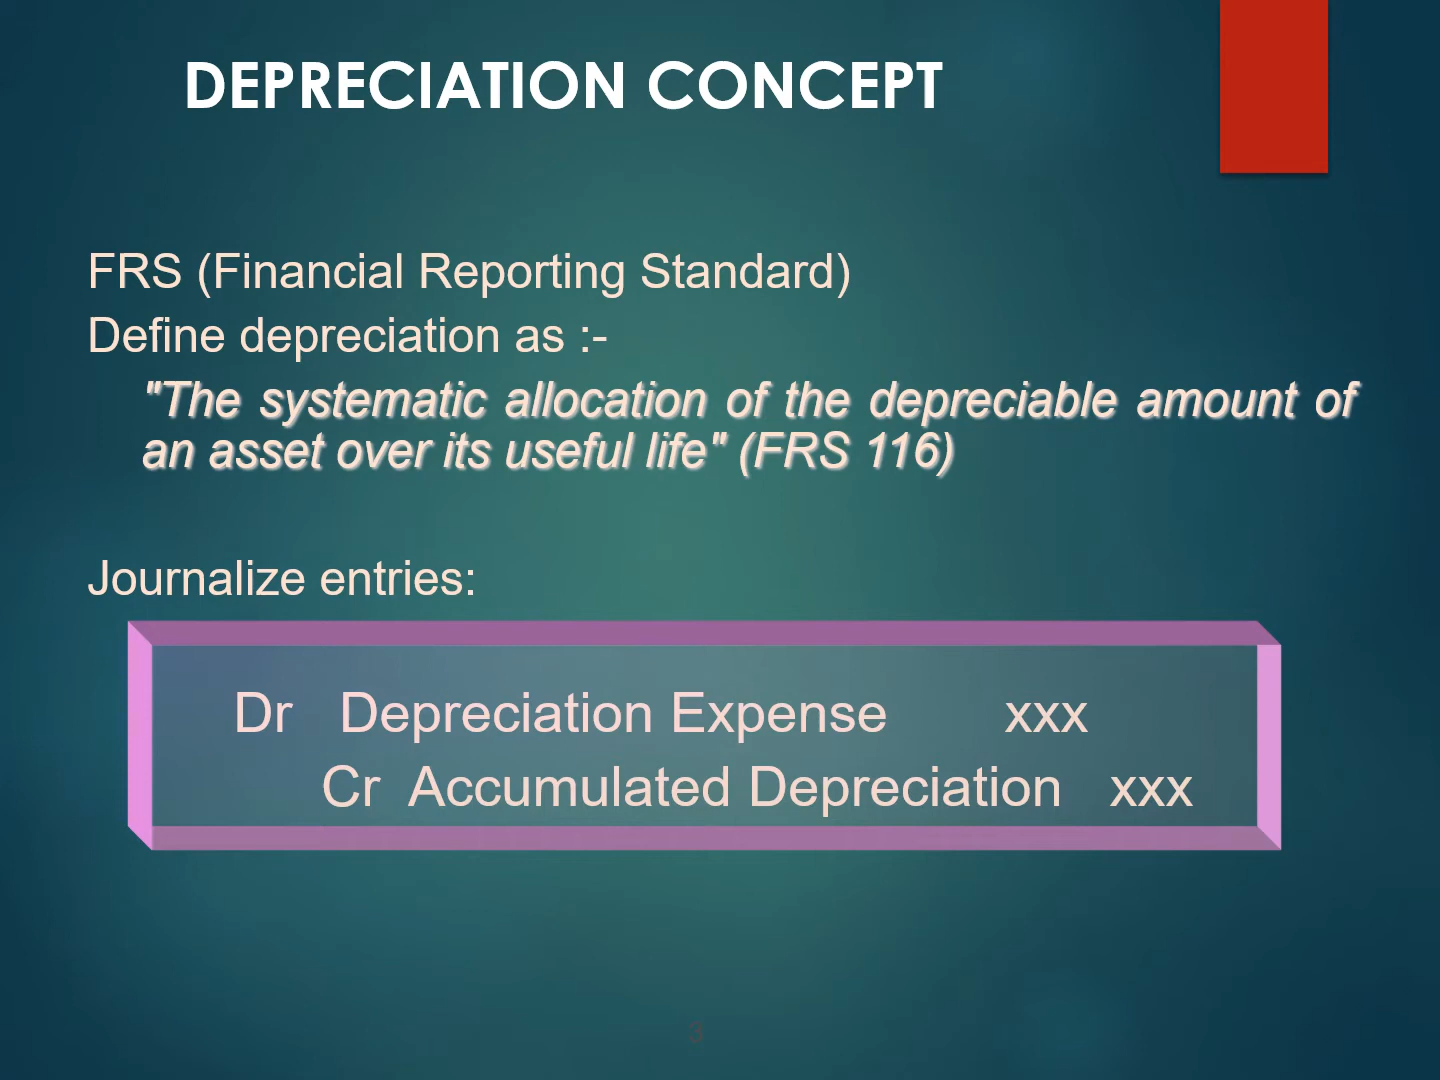 DEPRECIATION CONCEPT
FRS (Financial Reporting Standard)
Define depreciation as :-
"The systematic allocation of the depreciable amount of
an asset over its useful life" (FRS 116)
Journalize entries:
Dr Depreciation Expense xxx
Cr Accumulated Depreciation xxx
3